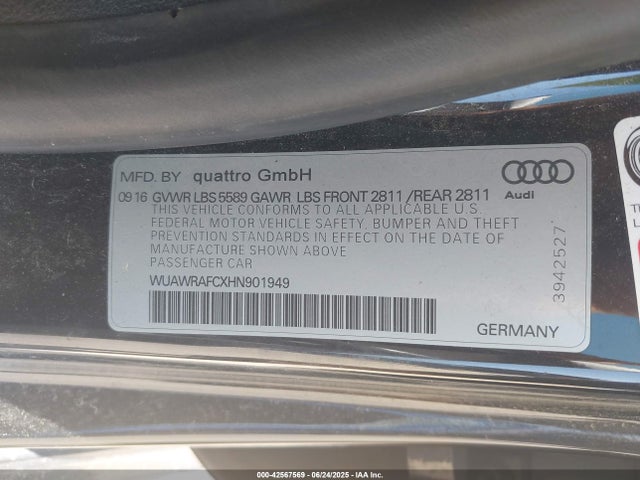 MFD. BY quattro GmbH
09 16 GVWR LBS 5589 GAWR LBS FRONT 2811 /REAR 2811
Audi
THIS VEHICLE CONFORMS TO ALL APPLICABLE U.S.
FEDERAL MOTOR VEHICLE SAFETY, BUMPER AND THEFT
PREVENTION STANDARDS IN EFFECT ON THE DATE OF
MANUFACTURE SHOWN ABOVE
PASSENGER CAR
WUAWRAFCXHN901949
GERMANY
3942527
000-42567569 · 06/24/2025 · IAA Inc.